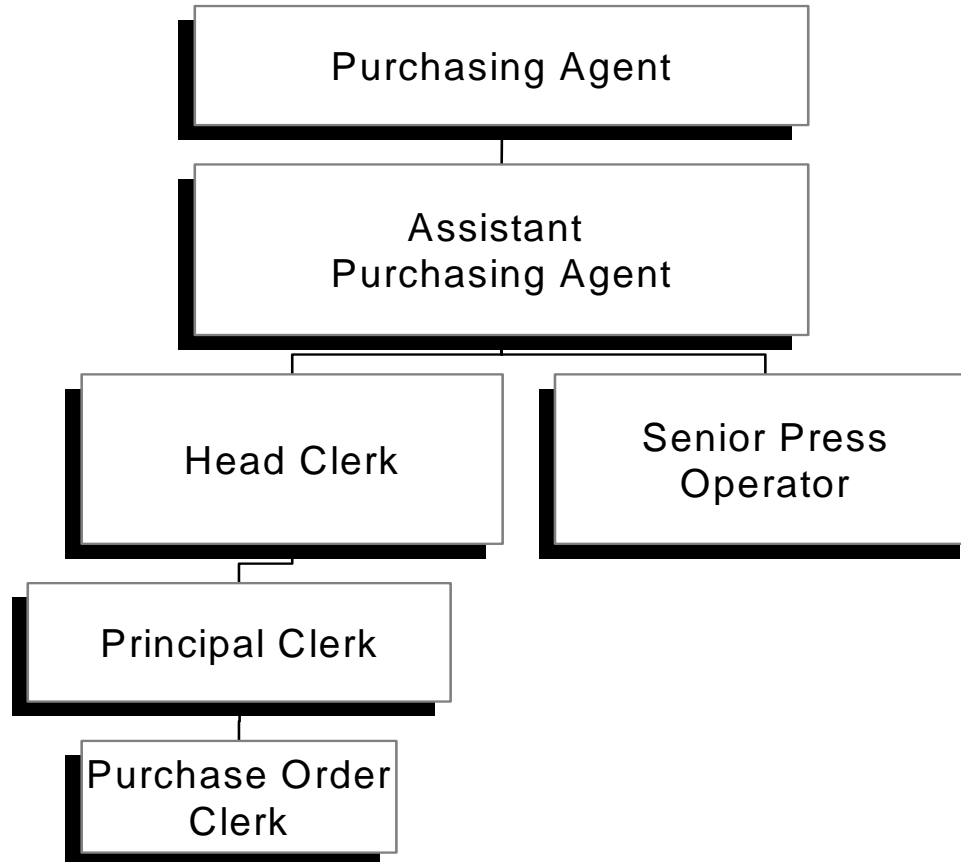 Purchasing Agent
Assistant
Purchasing Agent
Head Clerk
Senior Press
Operator
Principal Clerk
Purchase Order
Clerk